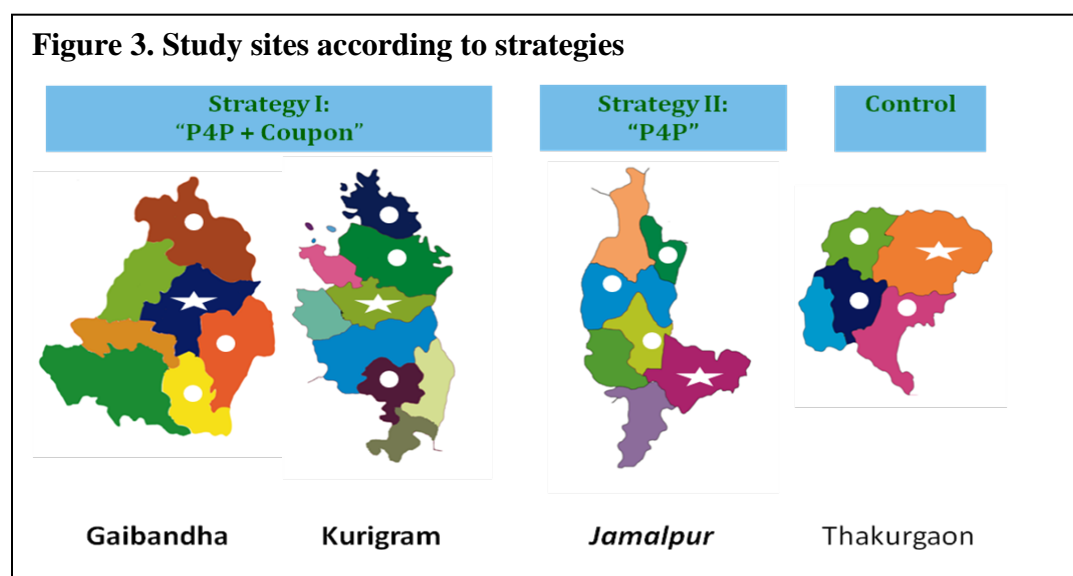 Figure 3. Study sites according to strategies
Strategy I:
“P4P + Coupon”
Strategy II:
“P4P”
Control
Gaibandha
Kurigram
Jamalpur
Thakurgaon